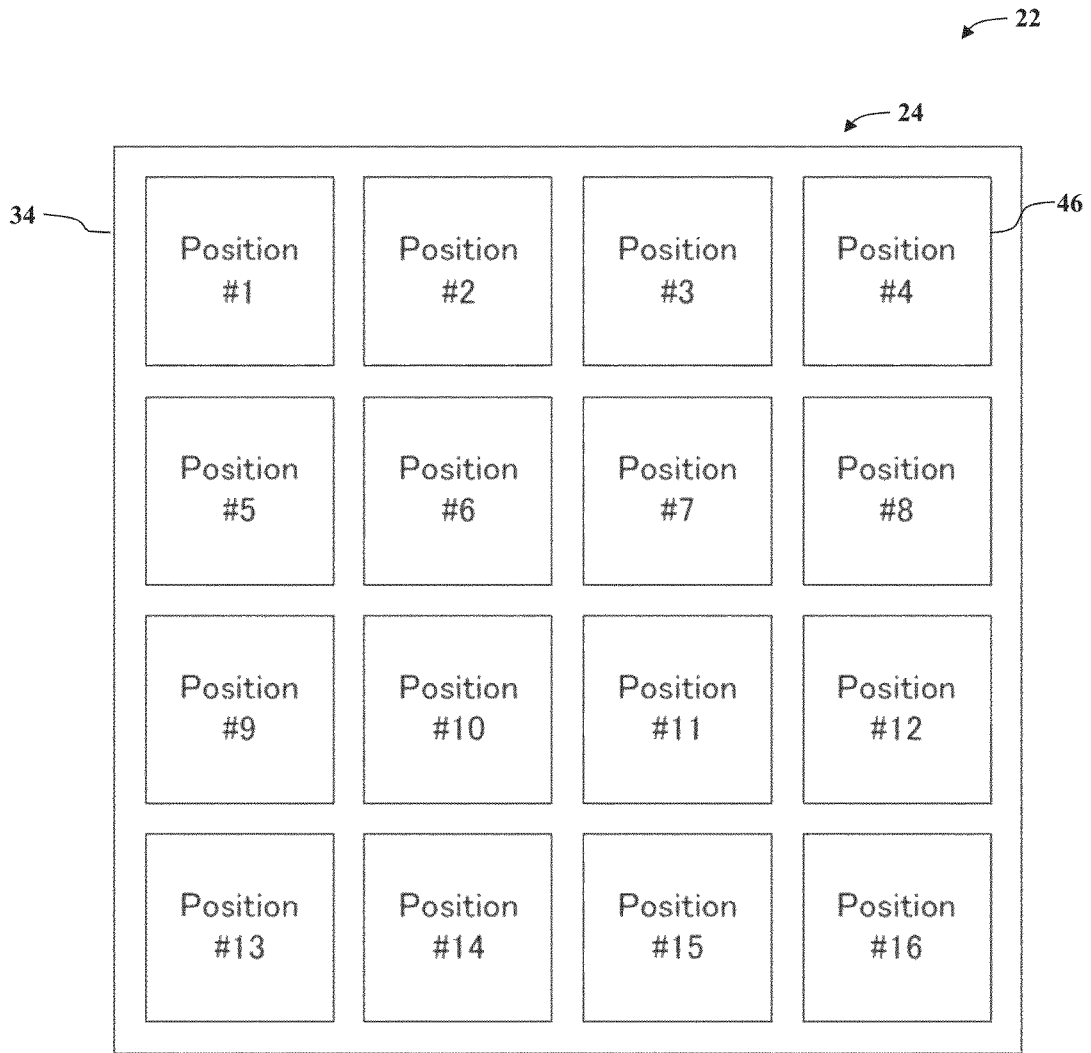 22
24
34
46
Position
#1
Position
#2
Position
#3
Position
#4
Position
#5
Position
#6
Position
#7
Position
#8
Position
#9
Position
#10
Position
#11
Position
#12
Position
#13
Position
#14
Position
#15
Position
#16